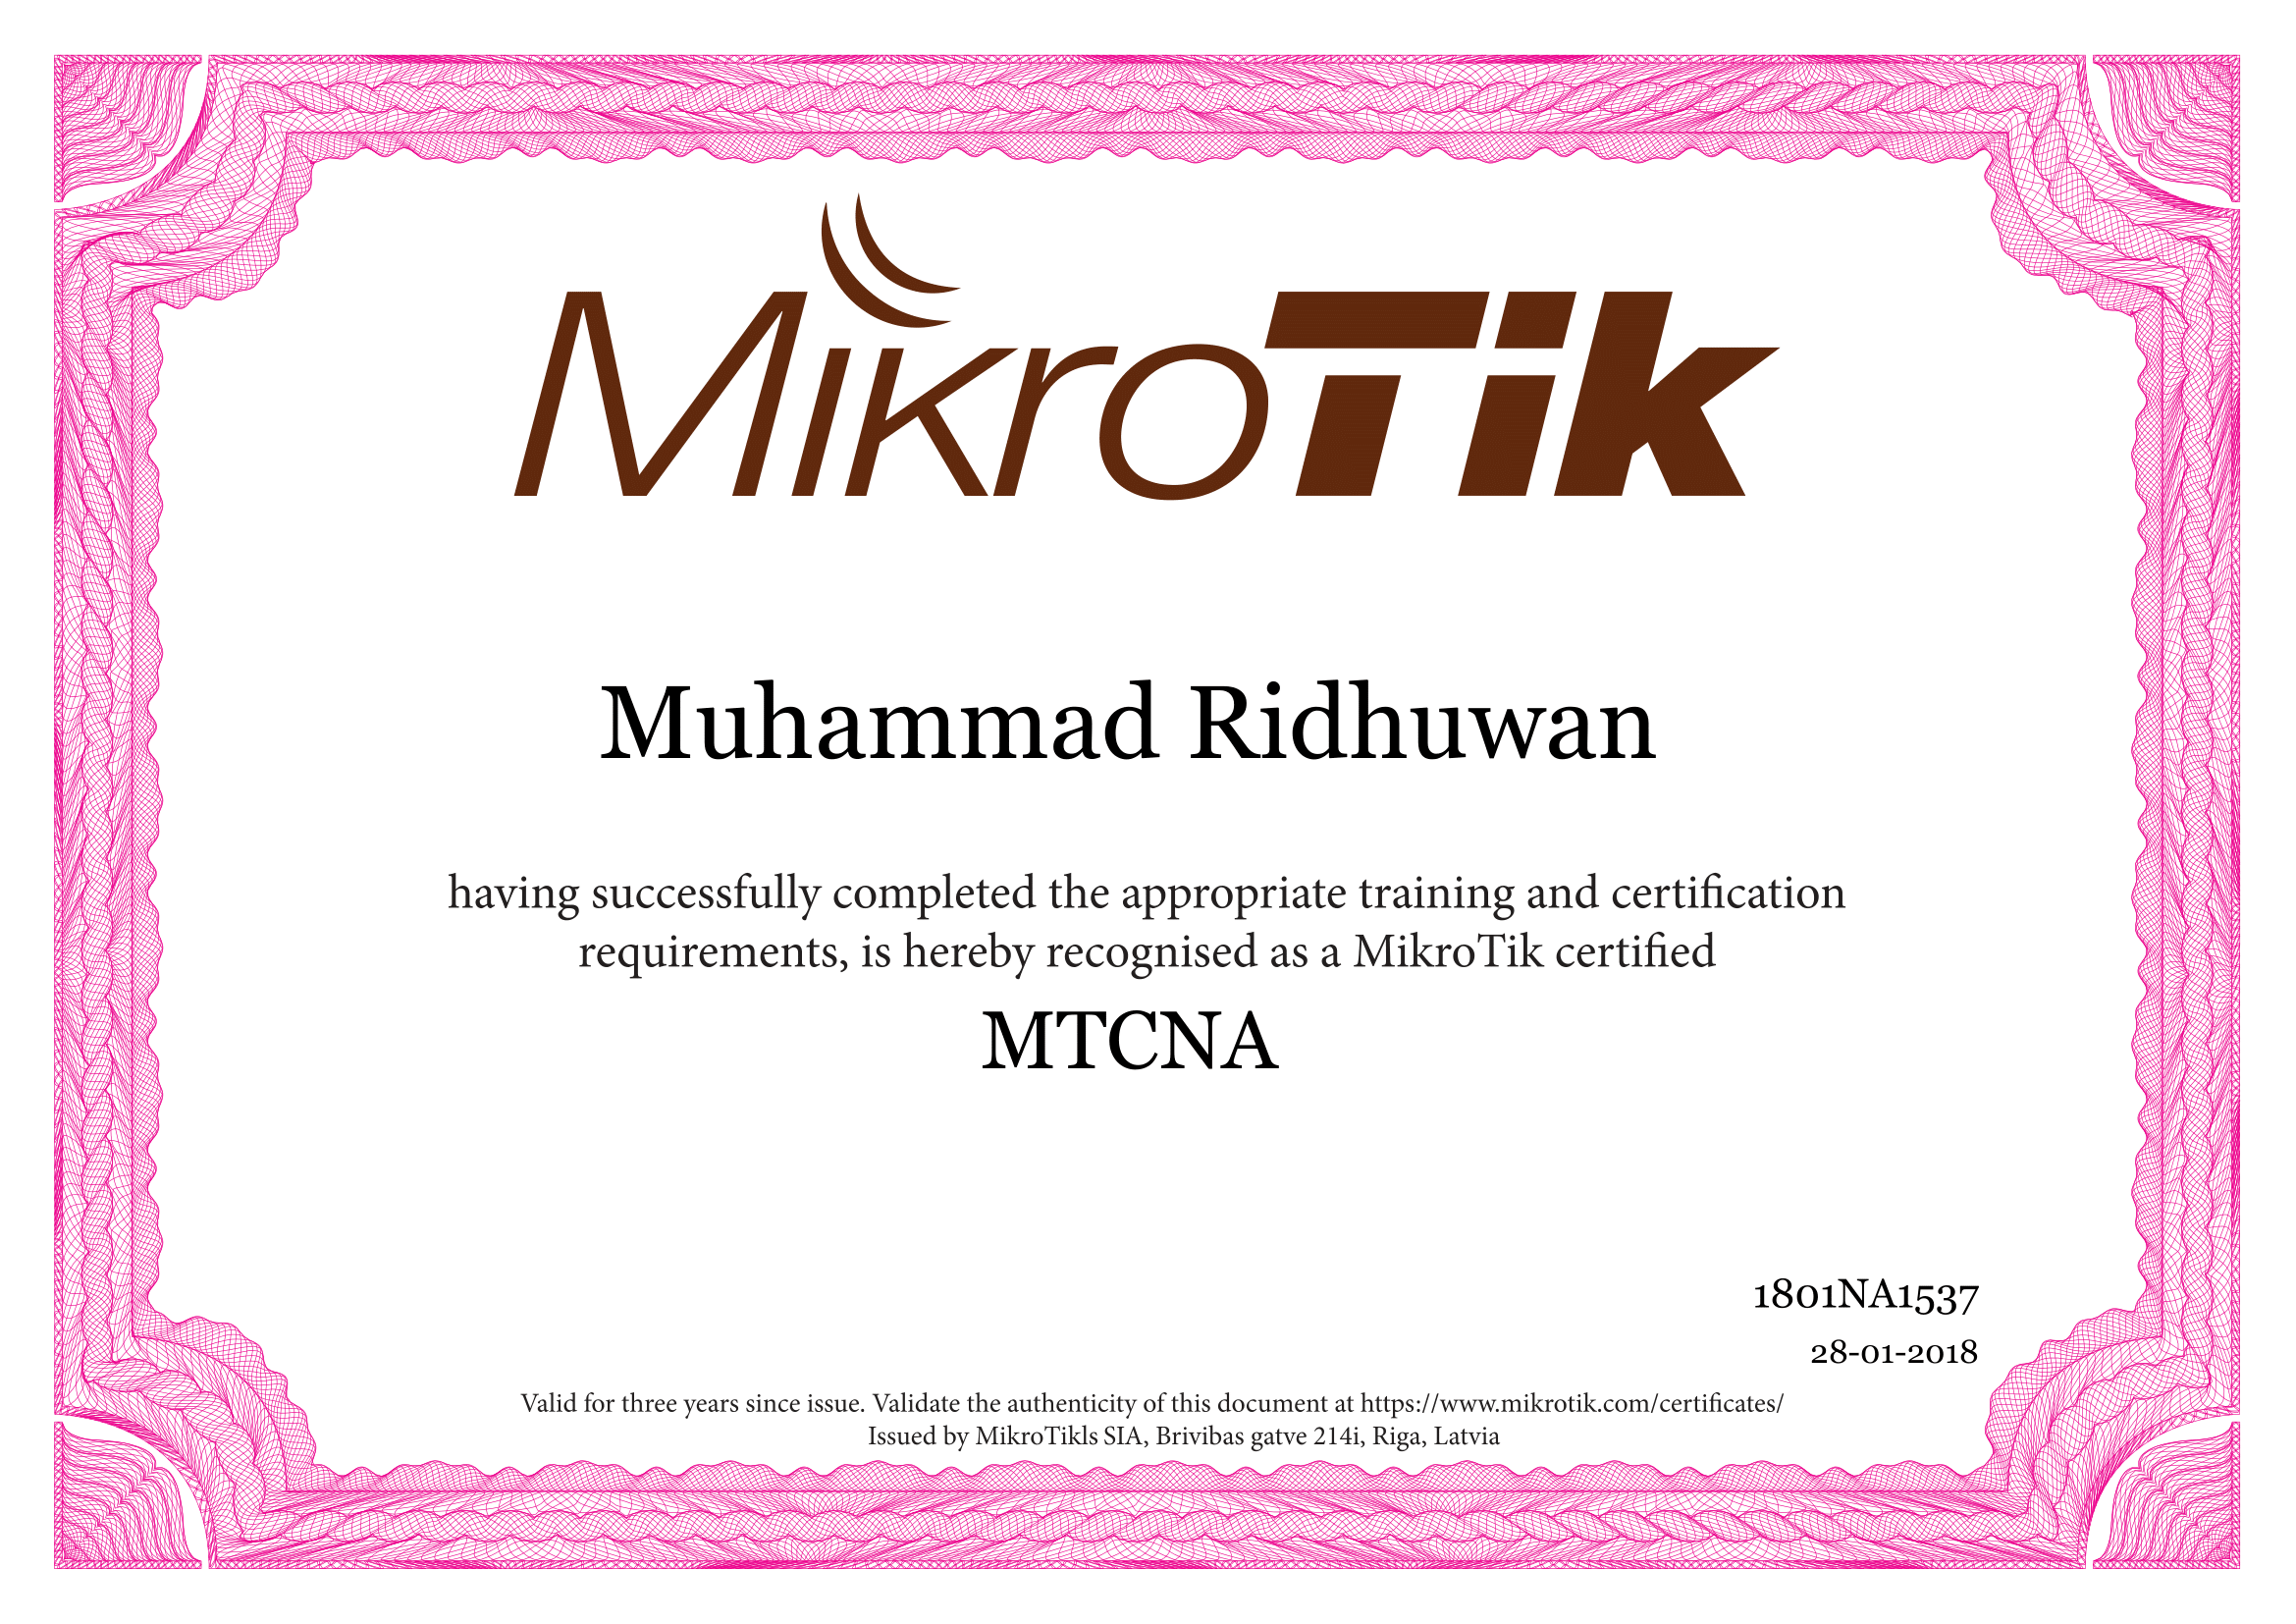 MikroTik
Muhammad Ridhuwan
having successfully completed the appropriate training and certification
requirements, is hereby recognised as a MikroTik certified
MTCNA
1801NA1537
28-01-2018
Valid for three years since issue. Validate the authenticity of this document at https://www.mikrotik.com/certificates/
Issued by MikroTikls SIA, Brivibas gatve 214i, Riga, Latvia